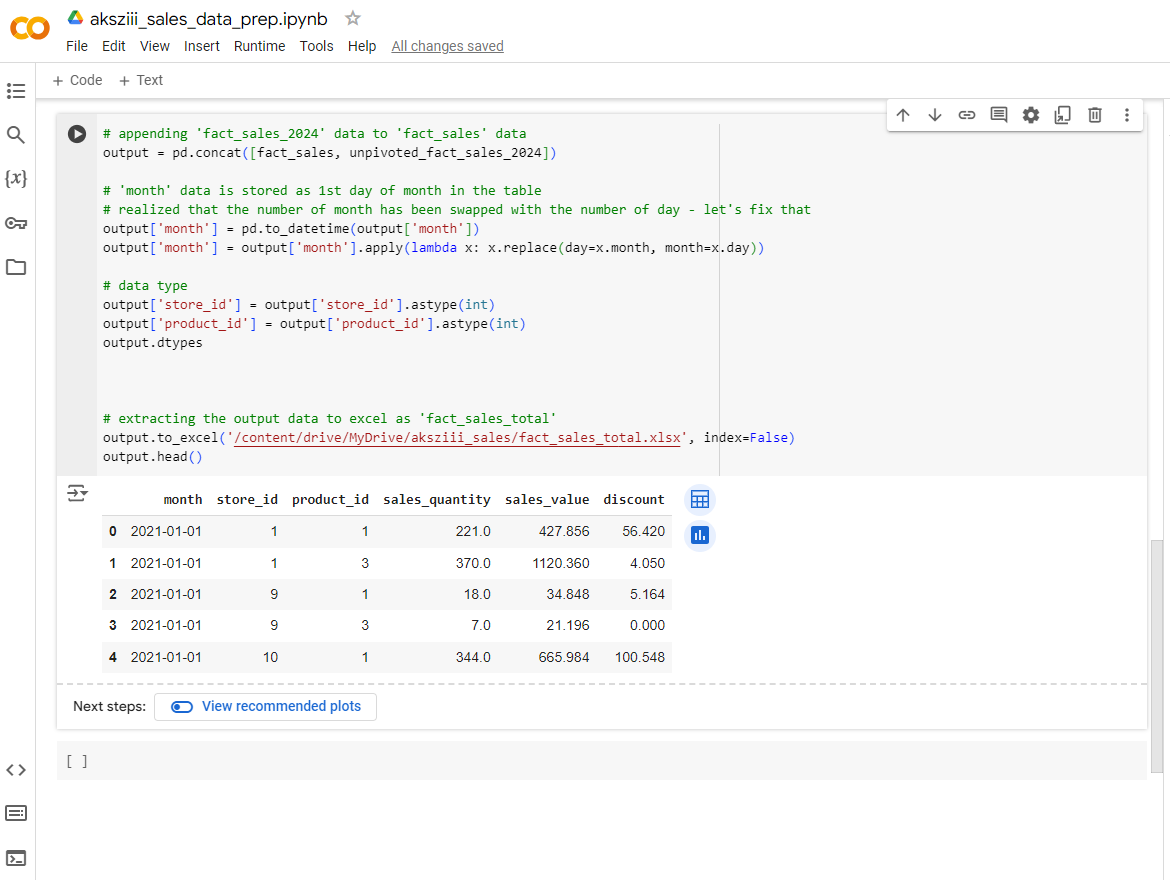 aksziii_sales_data_prep.ipynb
File Edit View Insert Runtime Tools Help All changes saved
+ Code + Text
# appending 'fact_sales_2024' data to 'fact_sales' data
output = pd.concat([fact_sales, unpivoted_fact_sales_2024])
# 'month' data is stored as 1st day of month in the table
# realized that the number of month has been swapped with the number of day - let's fix that
output['month'] = pd.to_datetime(output['month'])
output['month'] = output['month'].apply(lambda x: x.replace(day=x.month, month=x.day))
# data type
output['store_id'] = output['store_id'].astype(int)
output['product_id'] = output['product_id'].astype(int)
output.dtypes
# extracting the output data to excel as 'fact_sales_total'
output.to_excel('/content/drive/MyDrive/aksziii_sales/fact_sales_total.xlsx', index=False)
output.head()
month store_id product_id sales_quantity sales_value discount
0 2021-01-01 1 1 221.0 427.856 56.420
1 2021-01-01 1 3 370.0 1120.360 4.050
2 2021-01-01 9 1 18.0 34.848 5.164
3 2021-01-01 9 3 7.0 21.196 0.000
4 2021-01-01 10 1 344.0 665.984 100.548
Next steps: View recommended plots
[ ]